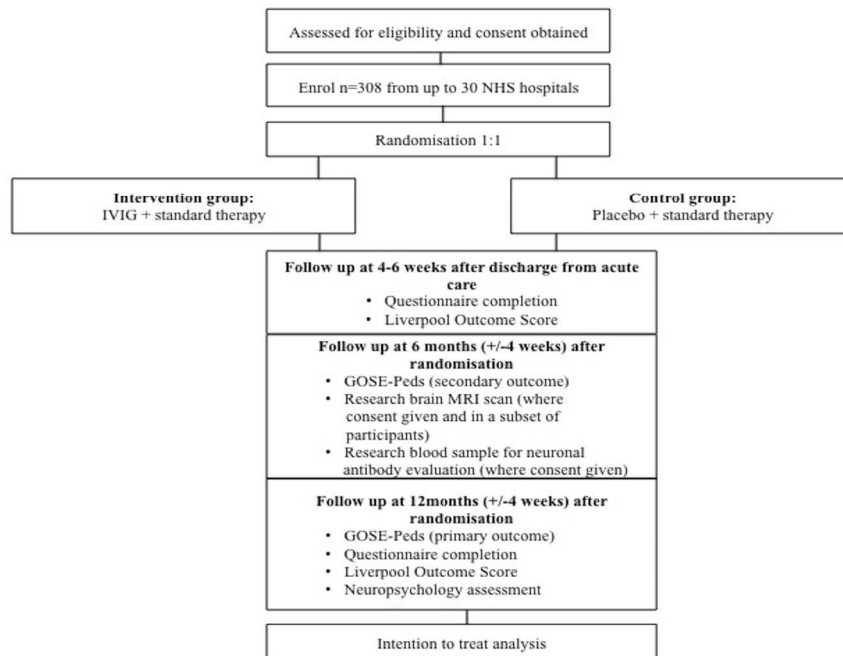 Assessed for eligibility and consent obtained
Enrol n=308 from up to 30 NHS hospitals
Randomisation 1:1
Intervention group:
IVIG + standard therapy
Control group:
Placebo + standard therapy
Follow up at 4-6 weeks after discharge from acute
care
• Questionnaire completion
• Liverpool Outcome Score
Follow up at 6 months (+/-4 weeks) after
randomisation
• GOSE-Peds (secondary outcome)
• Research brain MRI scan (where
consent given and in a subset of
participants)
• Research blood sample for neuronal
antibody evaluation (where consent given)
Follow up at 12months (+/-4 weeks) after
randomisation
• GOSE-Peds (primary outcome)
• Questionnaire completion
• Liverpool Outcome Score
• Neuropsychology assessment
Intention to treat analysis